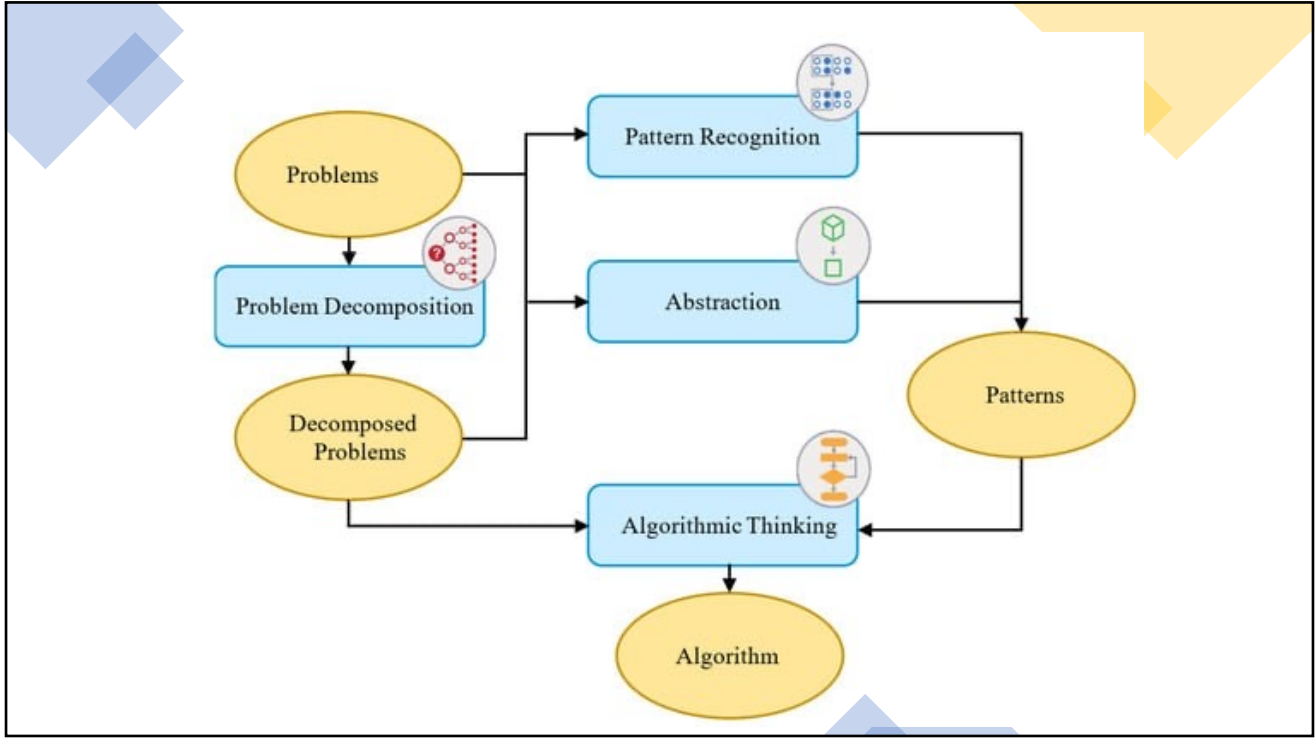 Pattern Recognition
Problems
Problem Decomposition
Abstraction
Decomposed
Problems
Patterns
Algorithmic Thinking
Algorithm
?